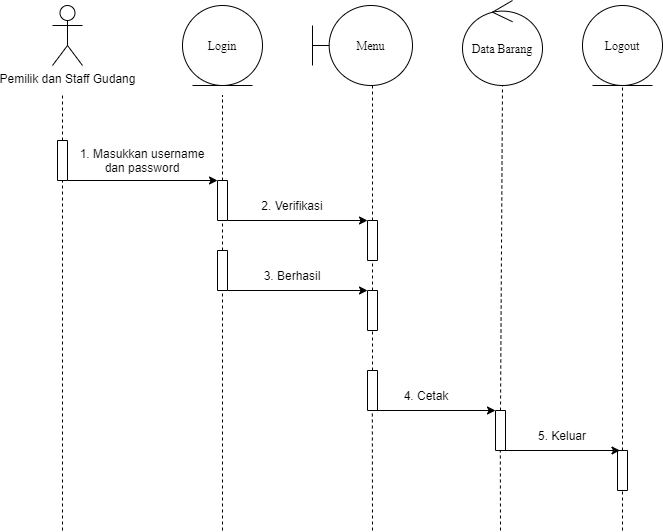 Login
Menu
Data Barang
Logout
Pemilik dan Staff Gudang
1. Masukkan username
dan password
2. Verifikasi
3. Berhasil
4. Cetak
5. Keluar